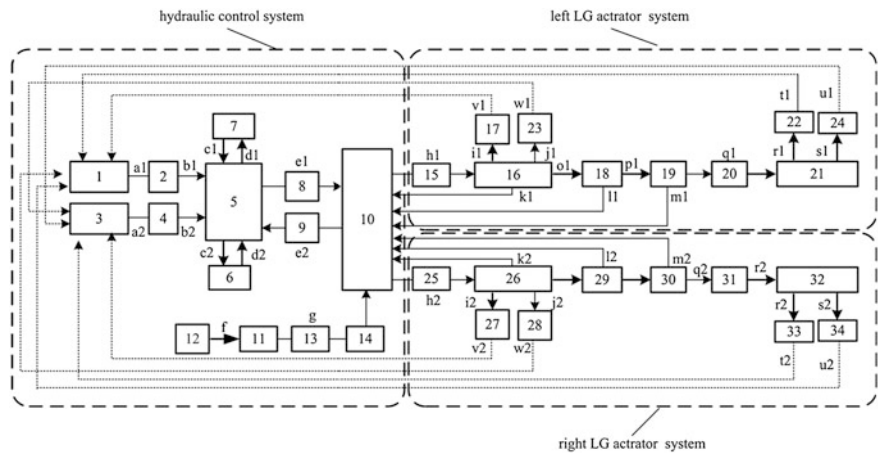 hydraulic control system
left LG actrator system
t1
u1
v1
w1
7
17
23
22
24
c1
d1
i1
j1
r1
s1
e1
h1
o1
p1
q1
a1
b1
1
2
5
8
10
15
16
18
19
20
21
k1
l1
m1
3
4
9
a2
b2
e2
c2
d2
6
k2
l2
m2
q2
r2
25
26
29
30
31
32
h2
i2
j2
r2
s2
f
g
12
11
13
14
27
28
33
34
v2
w2
t2
u2
right LG actrator system